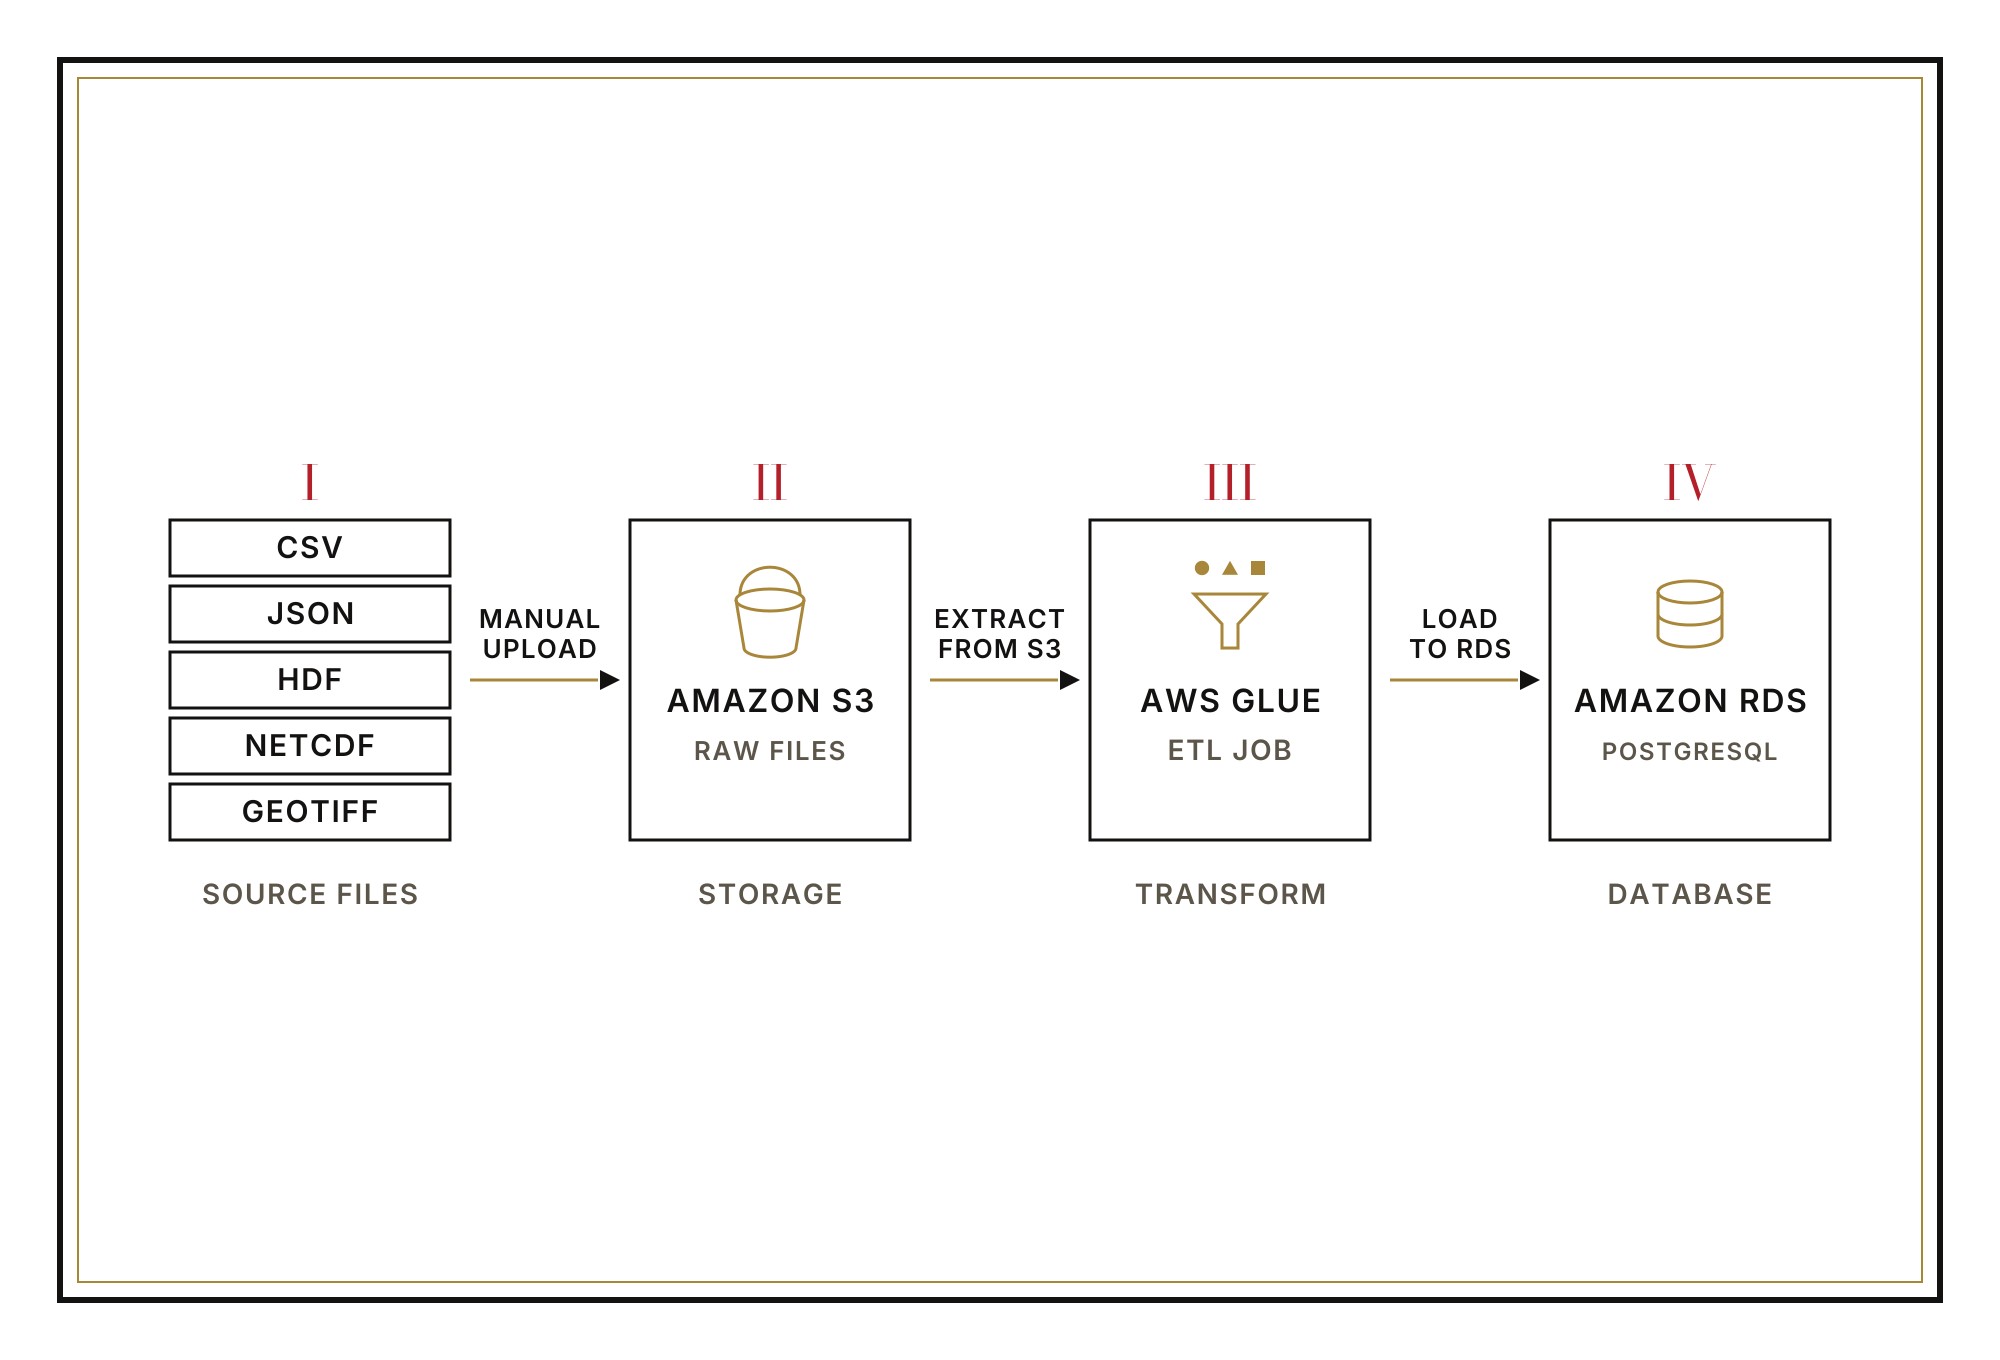 I
CSV
JSON
HDF
NETCDF
GEOTIFF
SOURCE FILES
MANUAL
UPLOAD
II
AMAZON S3
RAW FILES
STORAGE
EXTRACT
FROM S3
III
AWS GLUE
ETL JOB
TRANSFORM
LOAD
TO RDS
IV
AMAZON RDS
POSTGRESQL
DATABASE